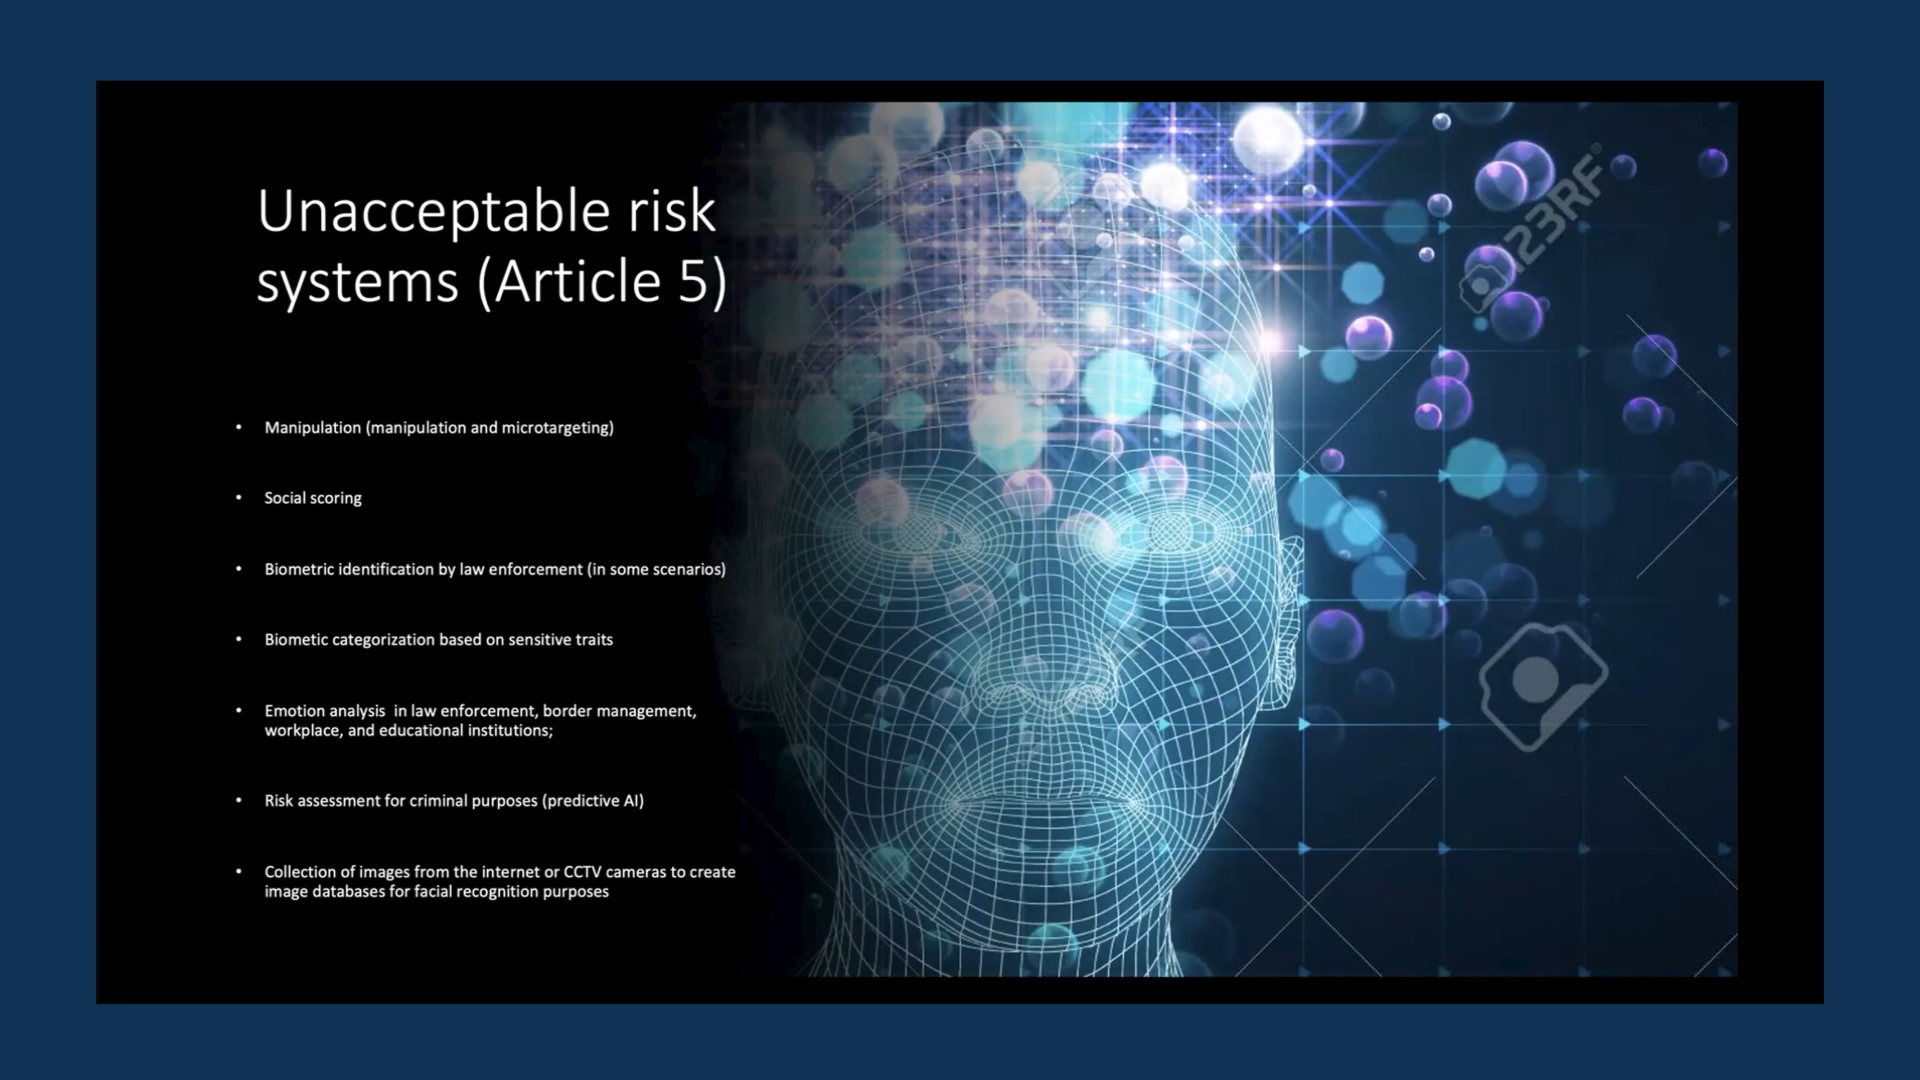 Unacceptable risk
systems (Article 5)
• Manipulation (manipulation and microtargeting)
• Social scoring
• Biometric identification by law enforcement (in some scenarios)
• Biometic categorization based on sensitive traits
• Emotion analysis  in law enforcement, border management,
workplace, and educational institutions;
• Risk assessment for criminal purposes (predictive AI)
• Collection of images from the internet or CCTV cameras to create
image databases for facial recognition purposes
123RF®